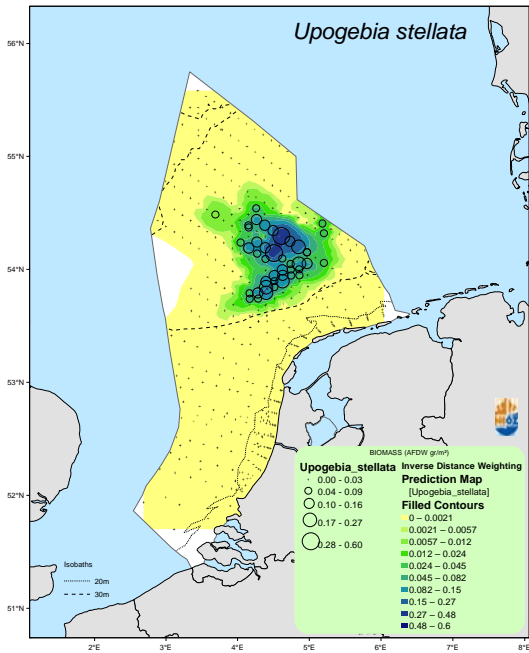 Upogebia stellata
56°N
55°N
54°N
53°N
52°N
51°N
Isobaths
20m
30m
BIOMASS (AFDW gr/m²)
Upogebia_stellata
0.00 - 0.03
0.04 - 0.09
0.10 - 0.16
0.17 - 0.27
0.28 - 0.60
Inverse Distance Weighting
Prediction Map
[Upogebia_stellata]
Filled Contours
0 – 0.0021
0.0021 – 0.0057
0.0057 – 0.012
0.012 – 0.024
0.024 – 0.045
0.045 – 0.082
0.082 – 0.15
0.15 – 0.27
0.27 – 0.48
0.48 – 0.6
2°E 3°E 4°E 5°E 6°E 7°E 8°E